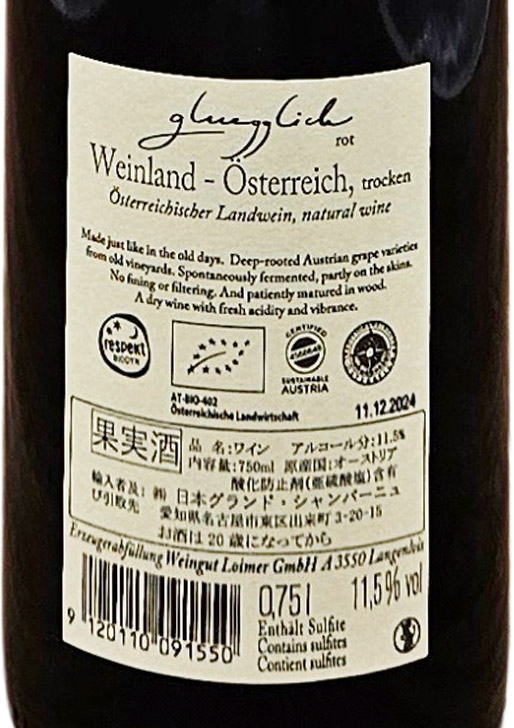 gluegglich
rot
Weinland - Österreich, trocken
Österreichischer Landwein, natural wine
Made just like in the old days. Deep-rooted Austrian grape varieties
from old vineyards. Spontaneously fermented, partly on the skins.
No fining or filtering. And patiently matured in wood.
A dry wine with fresh acidity and vibrance.
respekt
BIODYN
CERTIFIED
SUSTAINABLE
AUSTRIA
AT-BIO-402
Österreichische Landwirtschaft
11.12.2024
果実酒
品 名:ワイン アルコール分:11.5%
内容量:750ml 原産国:オーストリア
酸化防止剤(亜硫酸塩)含有
輸入者及び引取先:㈱ 日本グランド・シャンパーニュ
愛知県名古屋市東区出来町 3-20-15
お酒は 20 歳になってから
Erzeugerabfüllung Weingut Loimer GmbH A 3550 Langenlois
9 120110 091550
0,75 l 11,5 % vol
Enthält Sulfite
Contains sulfites
Contient sulfites